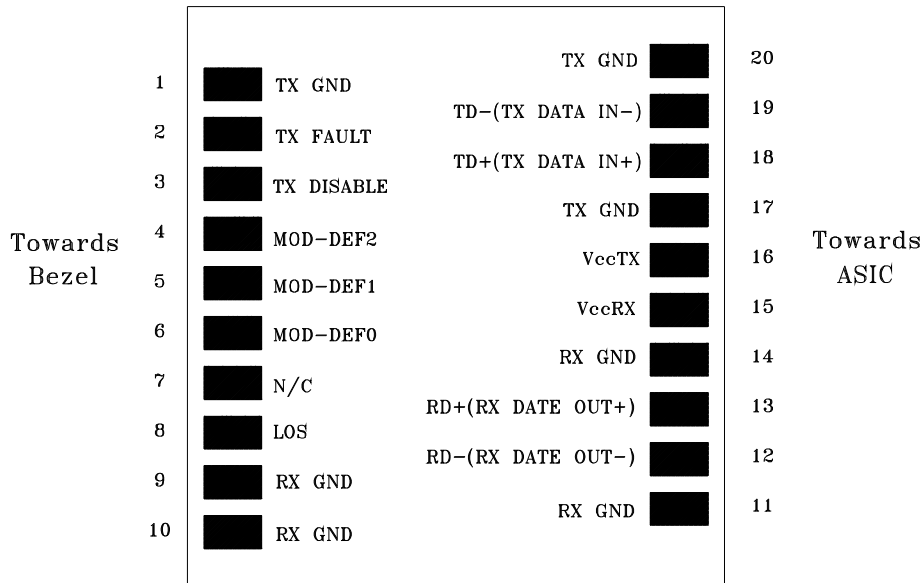 Towards
Bezel
1 TX GND
2 TX FAULT
3 TX DISABLE
4 MOD-DEF2
5 MOD-DEF1
6 MOD-DEF0
7 N/C
8 LOS
9 RX GND
10 RX GND
TX GND 20
TD-(TX DATA IN-) 19
TD+(TX DATA IN+) 18
TX GND 17
VccTX 16
VccRX 15
RX GND 14
RD+(RX DATE OUT+) 13
RD-(RX DATE OUT-) 12
RX GND 11
Towards
ASIC